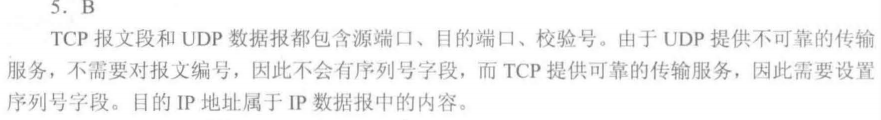 5. B
TCP 报文段和 UDP 数据报都包含源端口、目的端口、校验号。由于 UDP 提供不可靠的传输
服务，不需要对报文编号，因此不会有序列号字段，而 TCP 提供可靠的传输服务，因此需要设置
序列号字段。目的 IP 地址属于 IP 数据报中的内容。